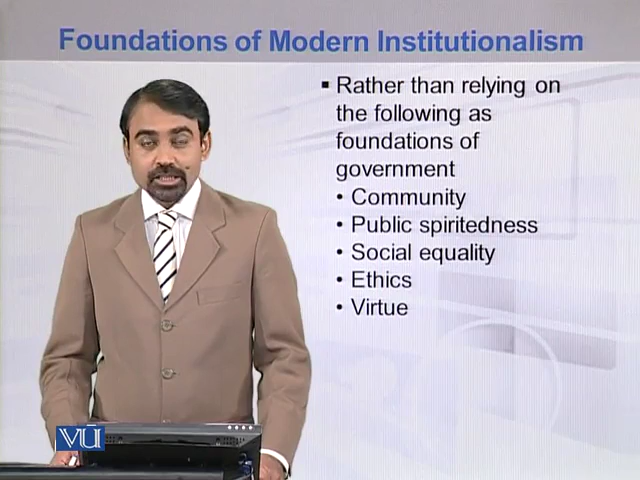 Foundations of Modern Institutionalism
▪ Rather than relying on
the following as
foundations of
government
• Community
• Public spiritedness
• Social equality
• Ethics
• Virtue
VU